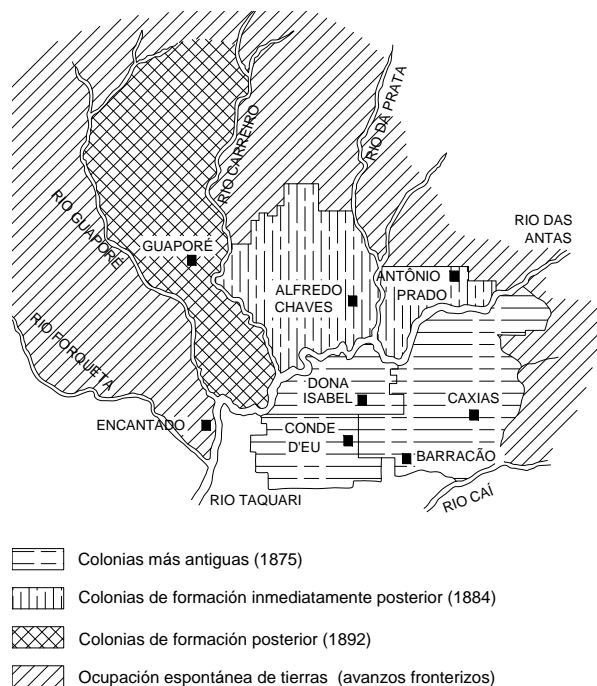 RIO DA PRATA
RIO CARREIRO
RIO GUAPORÉ
RIO DAS
ANTAS
GUAPORÉ
ANTÔNIO
PRADO
ALFREDO
CHAVES
RIO FORQUETA
DONA
ISABEL
CAXIAS
ENCANTADO
CONDE
D'EU
BARRACÃO
RIO TAQUARI
RIO CAÍ
Colonias más antiguas (1875)
Colonias de formación inmediatamente posterior (1884)
Colonias de formación posterior (1892)
Ocupación espontánea de tierras (avanzos fronterizos)